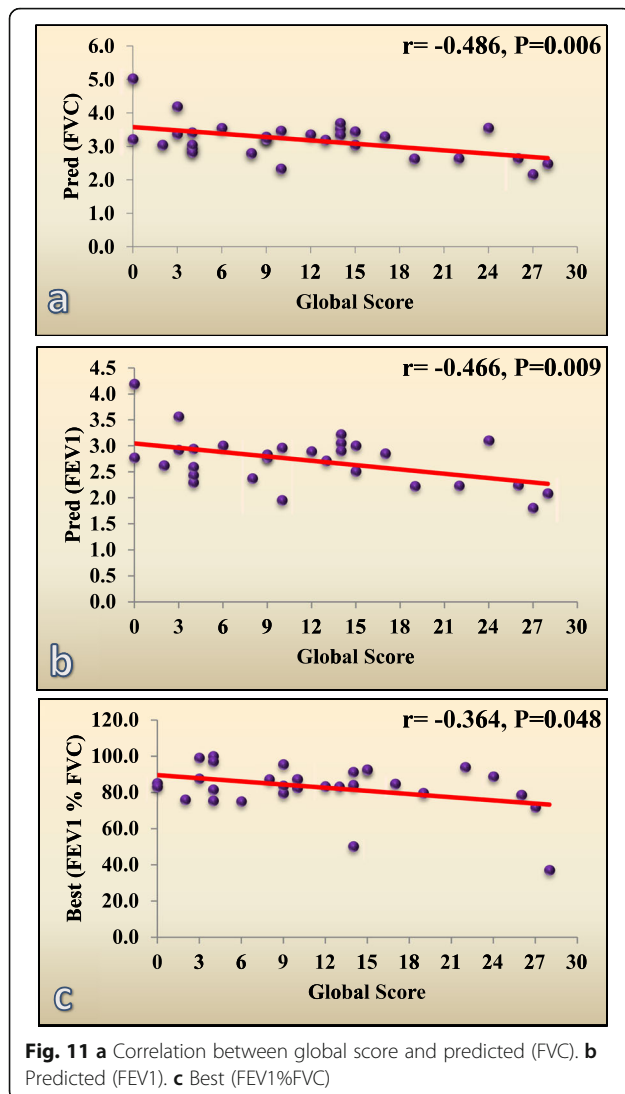 r= -0.486, P=0.006
Pred (FVC)
6.0
5.0
4.0
3.0
2.0
1.0
0.0
0 3 6 9 12 15 18 21 24 27 30
Global Score
a
r= -0.466, P=0.009
Pred (FEV1)
4.5
4.0
3.5
3.0
2.5
2.0
1.5
1.0
0.5
0.0
0 3 6 9 12 15 18 21 24 27 30
Global Score
b
r= -0.364, P=0.048
Best (FEV1 % FVC)
120.0
100.0
80.0
60.0
40.0
20.0
0.0
0 3 6 9 12 15 18 21 24 27 30
Global Score
c
Fig. 11 a Correlation between global score and predicted (FVC). b
Predicted (FEV1). c Best (FEV1%FVC)